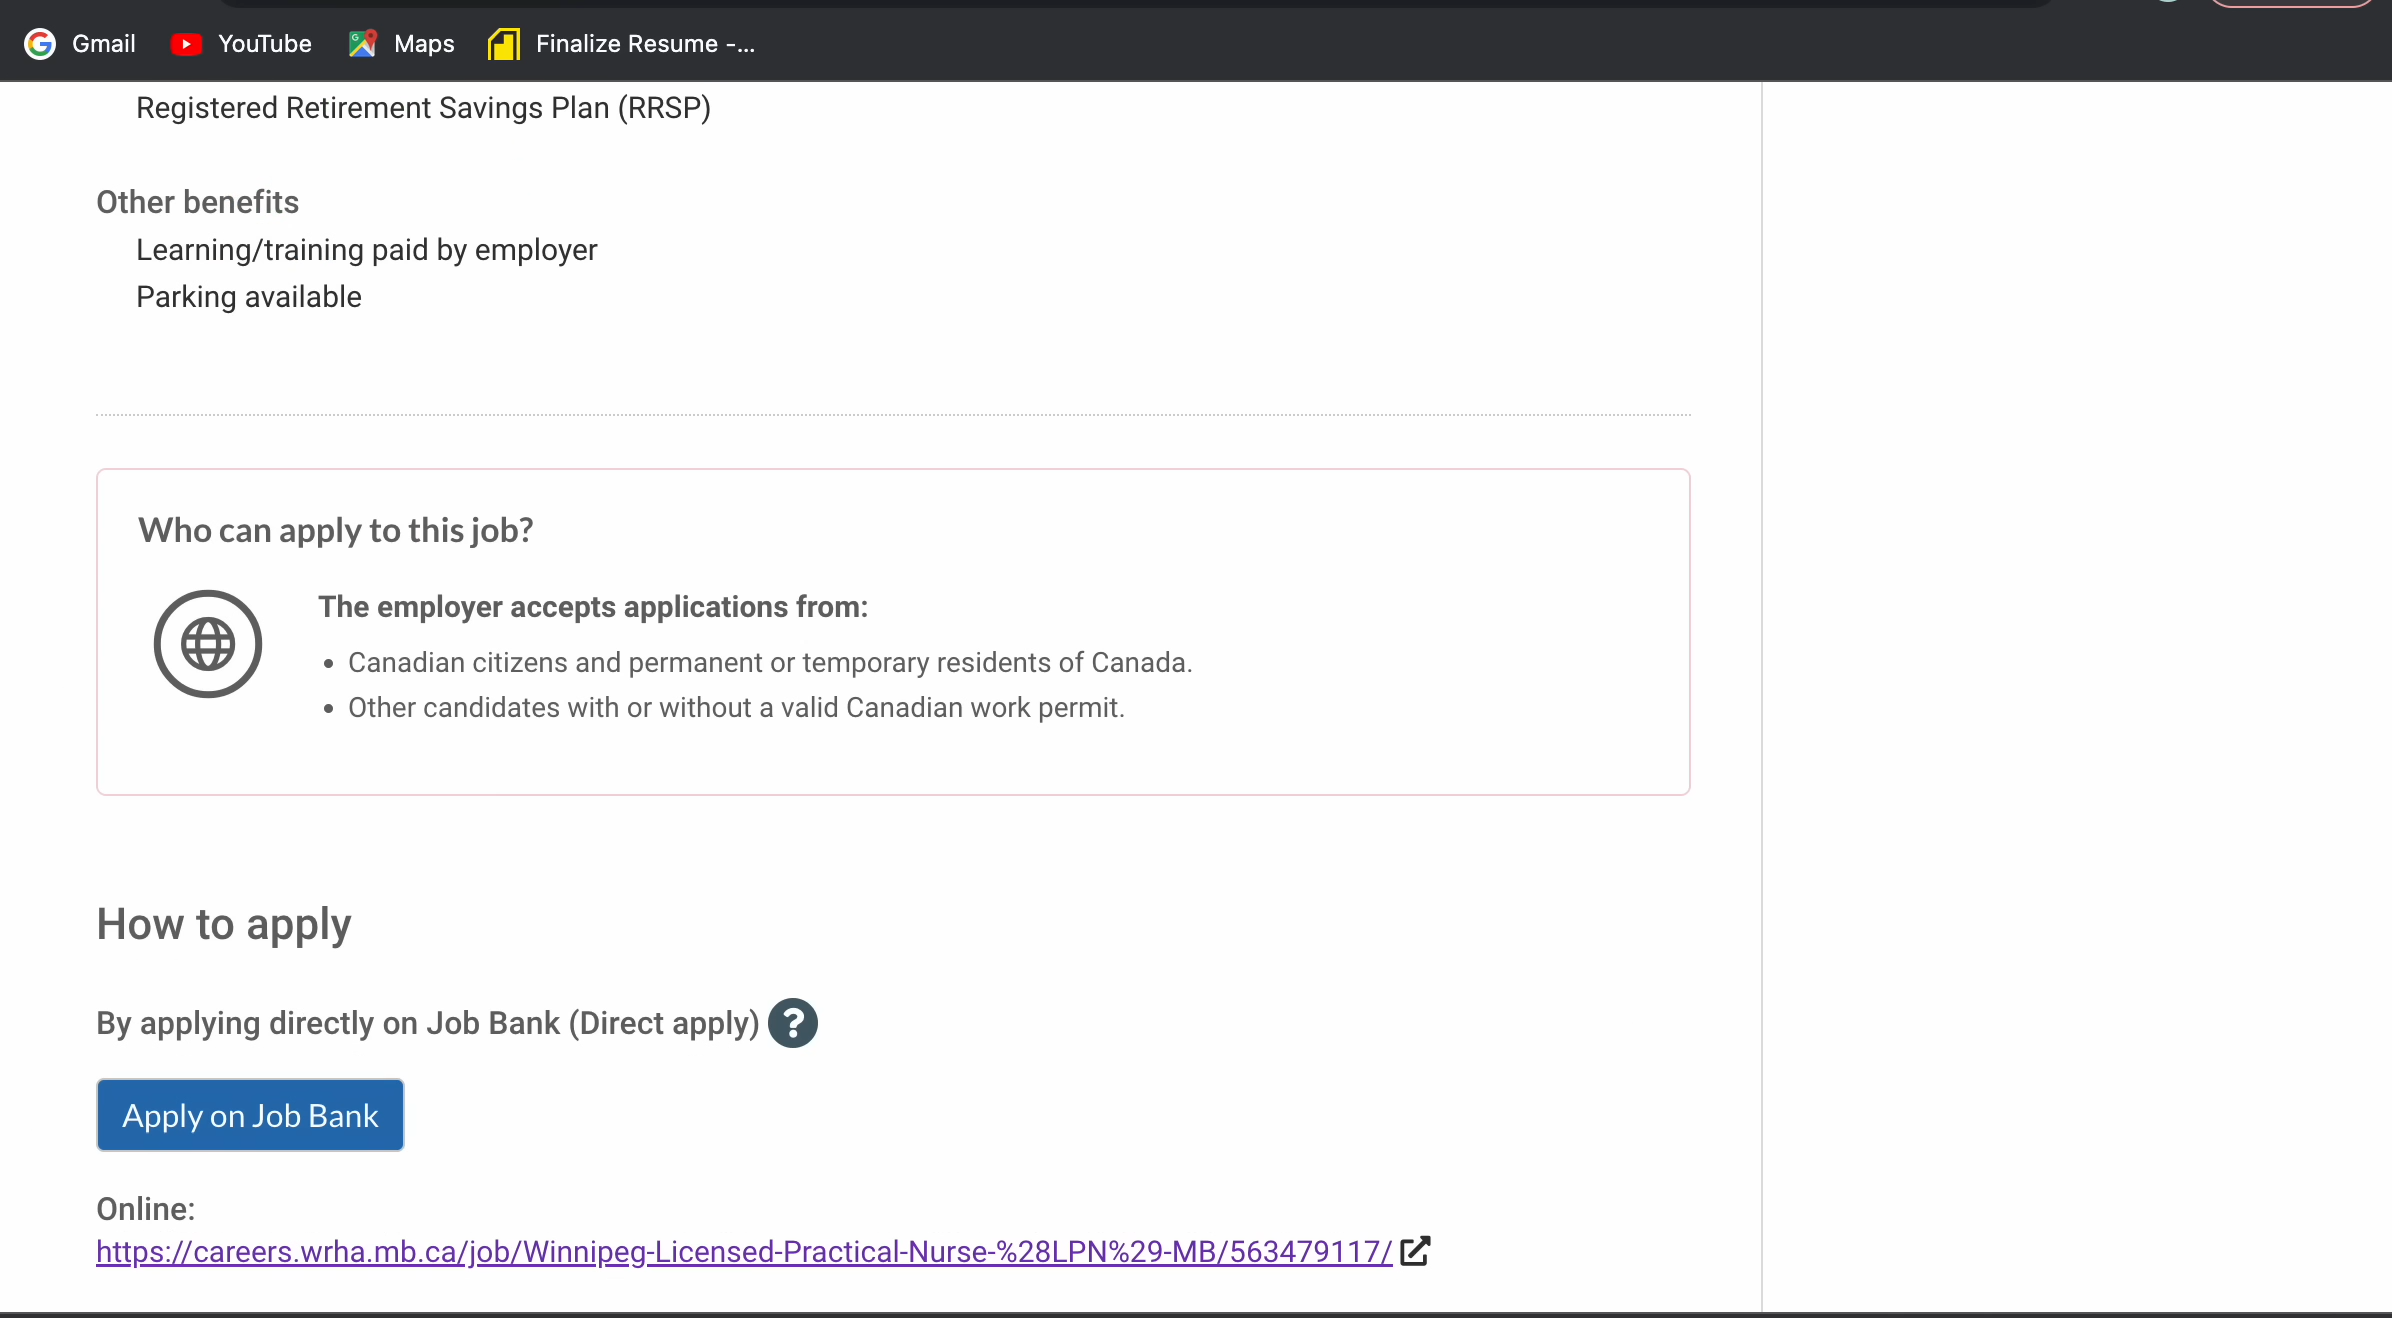 Gmail YouTube Maps Finalize Resume -...
Registered Retirement Savings Plan (RRSP)
Other benefits
Learning/training paid by employer
Parking available
Who can apply to this job?
The employer accepts applications from:
• Canadian citizens and permanent or temporary residents of Canada.
• Other candidates with or without a valid Canadian work permit.
How to apply
By applying directly on Job Bank (Direct apply) ?
Apply on Job Bank
Online:
https://careers.wrha.mb.ca/job/Winnipeg-Licensed-Practical-Nurse-%28LPN%29-MB/563479117/